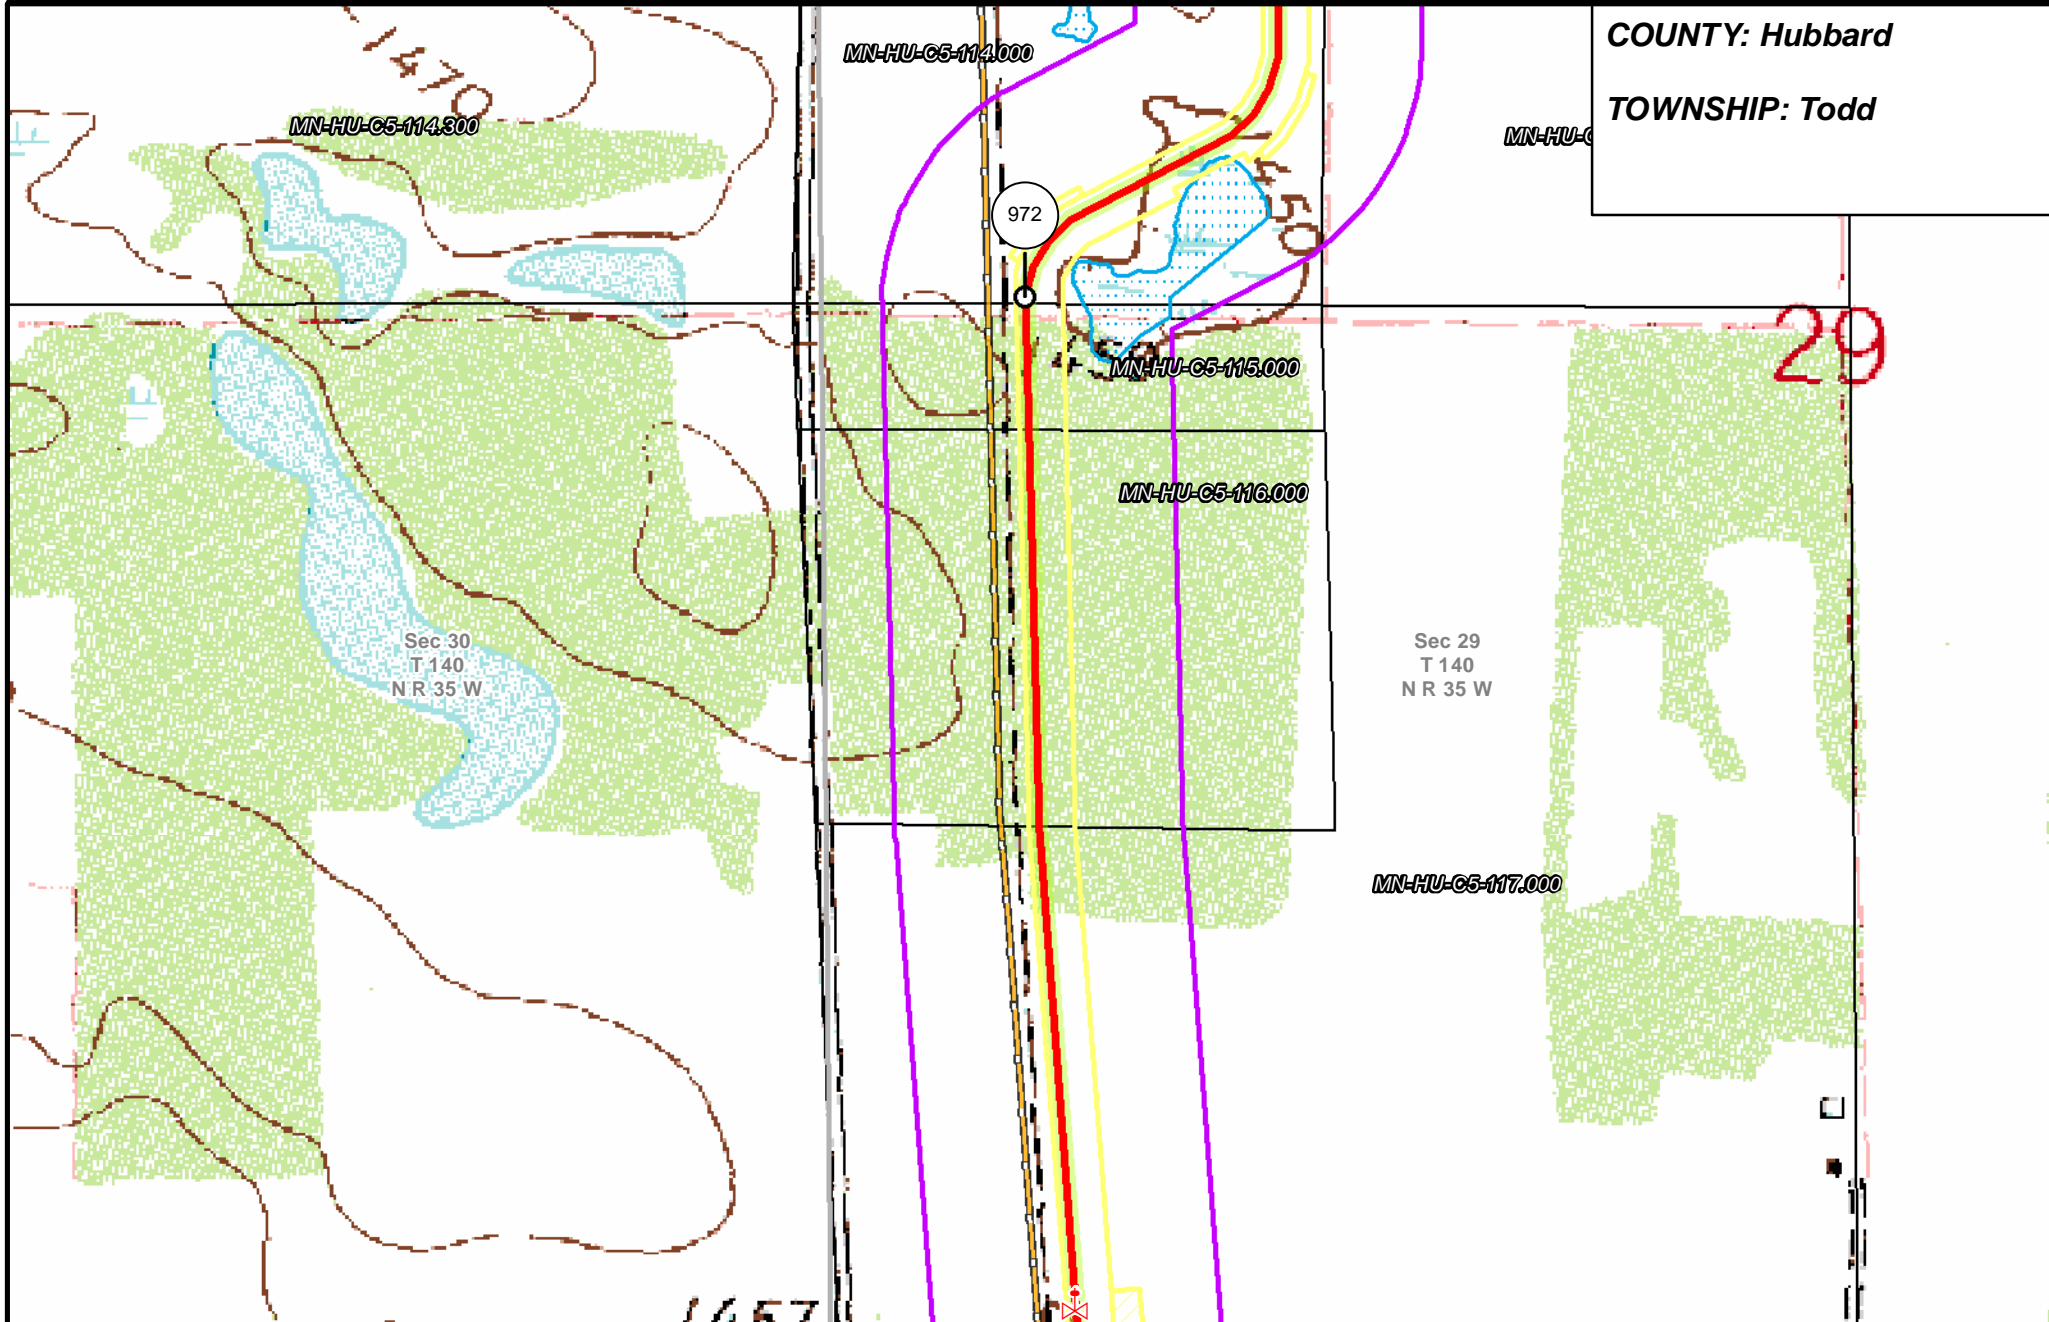 COUNTY: Hubbard
TOWNSHIP: Todd
1470
MN-HU-C5-114.000
MN-HU-C5-114.300
MN-HU-C
972
29
MN-HU-C5-115.000
MN-HU-C5-116.000
Sec 30
T 140
N R 35 W
Sec 29
T 140
N R 35 W
MN-HU-C5-117.000